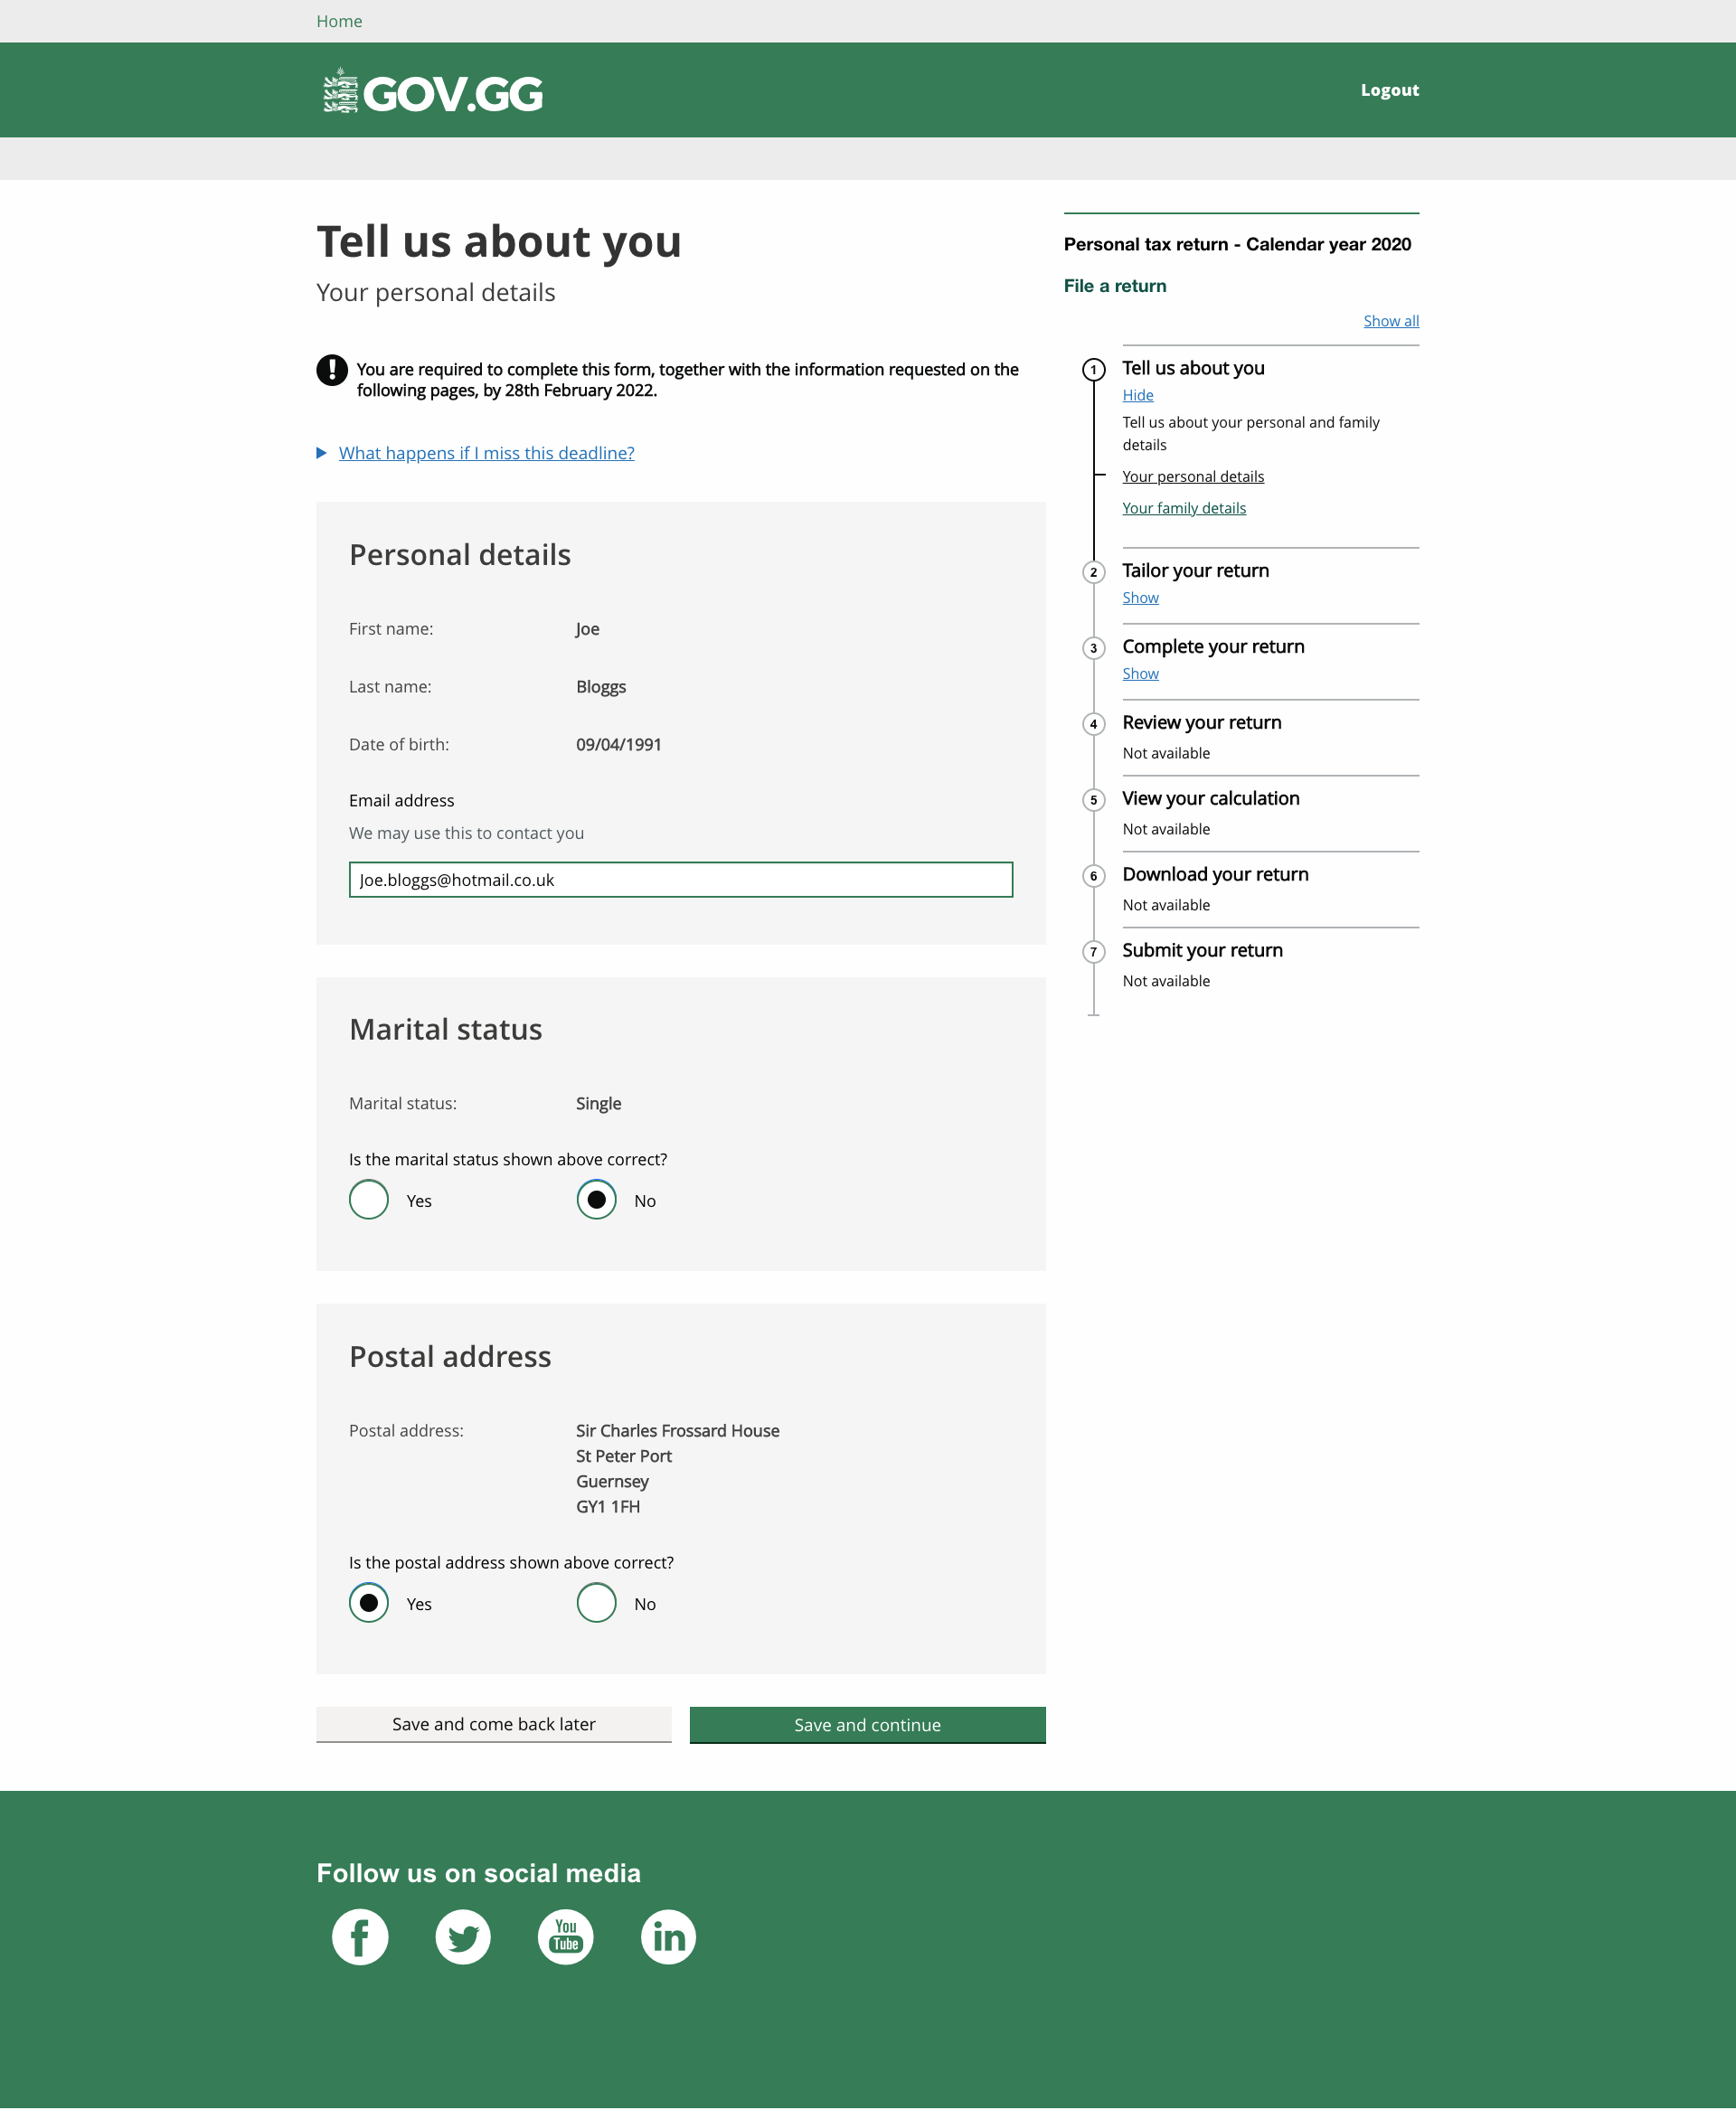 Home
GOV.GG
Logout
Tell us about you
Your personal details
You are required to complete this form, together with the information requested on the
following pages, by 28th February 2022.
What happens if I miss this deadline?
Personal details
First name: Joe
Last name: Bloggs
Date of birth: 09/04/1991
Email address
We may use this to contact you
Joe.bloggs@hotmail.co.uk
Marital status
Marital status: Single
Is the marital status shown above correct?
Yes No
Postal address
Postal address: Sir Charles Frossard House
St Peter Port
Guernsey
GY1 1FH
Is the postal address shown above correct?
Yes No
Save and come back later Save and continue
Personal tax return - Calendar year 2020
File a return
Show all
1 Tell us about you
Hide
Tell us about your personal and family
details
Your personal details
Your family details
2 Tailor your return
Show
3 Complete your return
Show
4 Review your return
Not available
5 View your calculation
Not available
6 Download your return
Not available
7 Submit your return
Not available
Follow us on social media
You
Tube
in